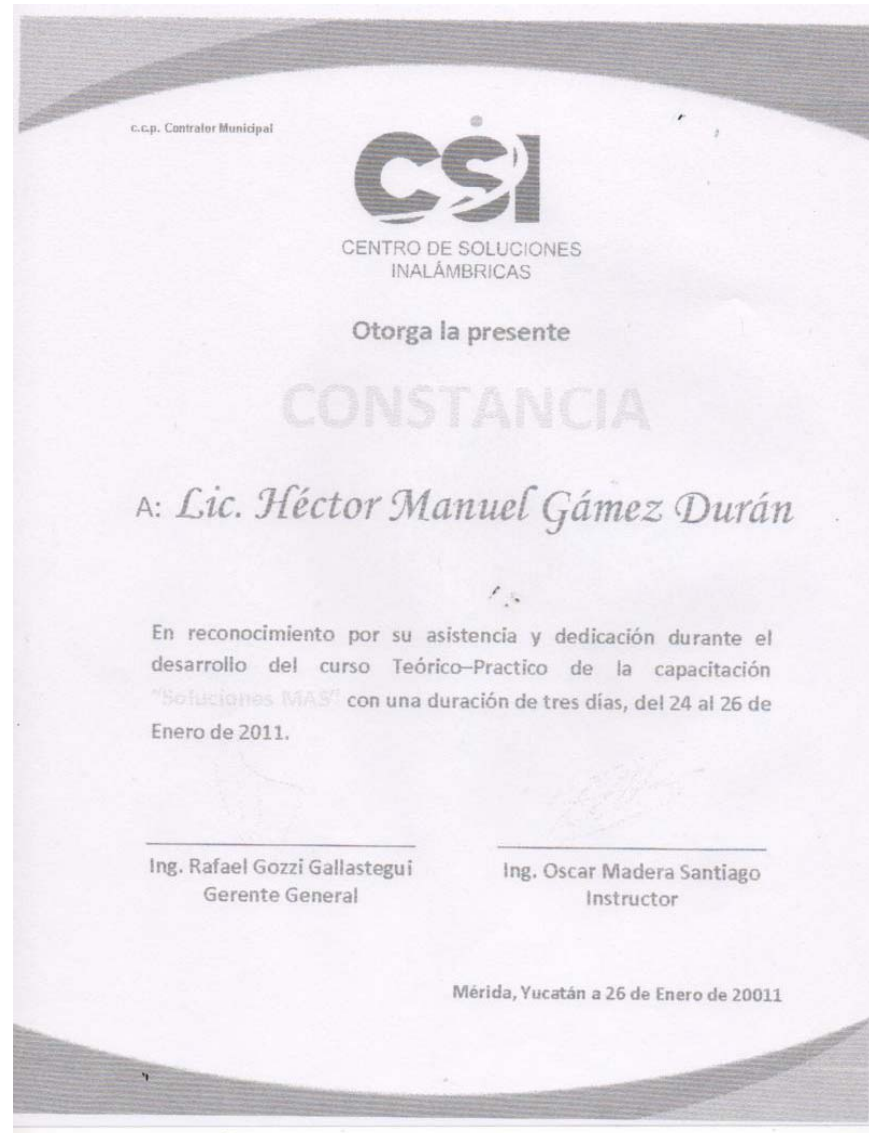 c.c.p. Contralor Municipal
CSI
CENTRO DE SOLUCIONES
INALÁMBRICAS
Otorga la presente
CONSTANCIA
A: Lic. Héctor Manuel Gámez Durán
En reconocimiento por su asistencia y dedicación durante el
desarrollo del curso Teórico–Practico de la capacitación
"Soluciones MAS" con una duración de tres días, del 24 al 26 de
Enero de 2011.
Ing. Rafael Gozzi Gallastegui
Gerente General
Ing. Oscar Madera Santiago
Instructor
Mérida, Yucatán a 26 de Enero de 20011